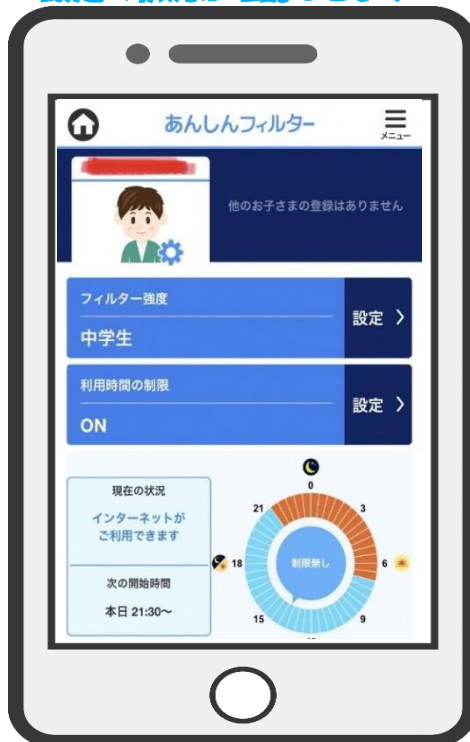 あんしんフィルター
メニュー
他のお子さまの登録はありません
フィルター強度
中学生
設定
利用時間の制限
ON
設定
現在の状況
インターネットが
ご利用できます
次の開始時間
本日 21:30～
0
21
3
18
制限無し
6
15
9